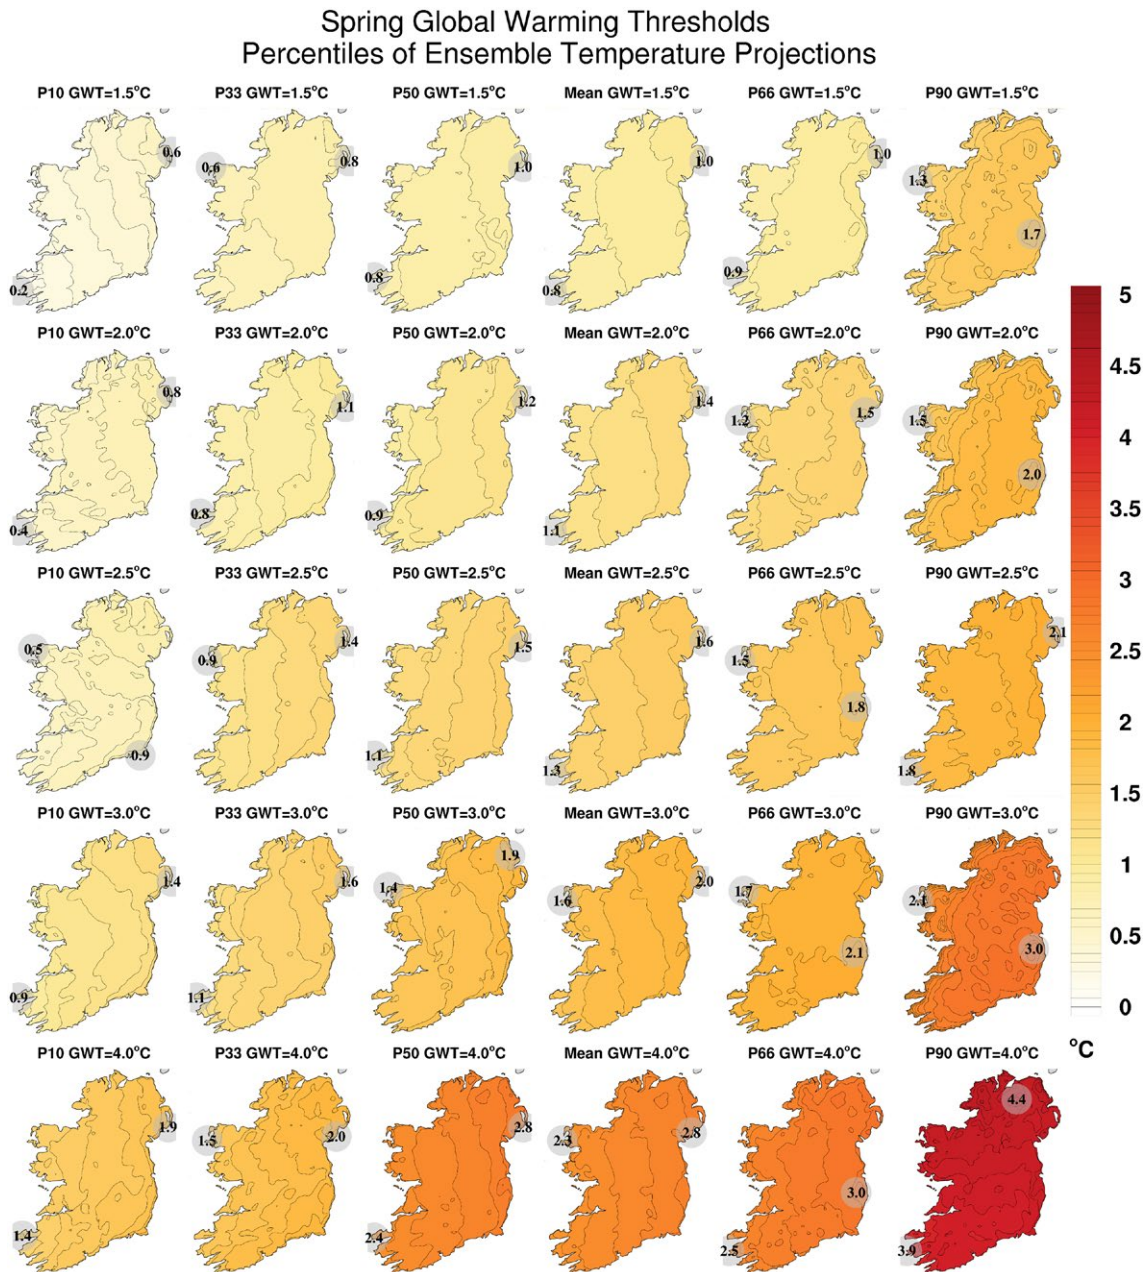 Spring Global Warming Thresholds
Percentiles of Ensemble Temperature Projections
P10 GWT=1.5°C P33 GWT=1.5°C P50 GWT=1.5°C Mean GWT=1.5°C P66 GWT=1.5°C P90 GWT=1.5°C
0.6 0.6 0.8 1.0 1.0 1.0 1.3
1.7
0.2 0.8 0.8 0.9
P10 GWT=2.0°C P33 GWT=2.0°C P50 GWT=2.0°C Mean GWT=2.0°C P66 GWT=2.0°C P90 GWT=2.0°C
0.8 1.1 1.2 1.4 1.2 1.5 1.5
2.0
0.4 0.8 0.9 1.1
P10 GWT=2.5°C P33 GWT=2.5°C P50 GWT=2.5°C Mean GWT=2.5°C P66 GWT=2.5°C P90 GWT=2.5°C
0.5 0.9 1.4 1.5 1.6 1.5 2.1
1.8
0.9 1.1 1.3 1.8
P10 GWT=3.0°C P33 GWT=3.0°C P50 GWT=3.0°C Mean GWT=3.0°C P66 GWT=3.0°C P90 GWT=3.0°C
1.4 1.6 1.4 1.9 1.6 2.0 1.7 2.1
2.1 3.0
0.9 1.1
P10 GWT=4.0°C P33 GWT=4.0°C P50 GWT=4.0°C Mean GWT=4.0°C P66 GWT=4.0°C P90 GWT=4.0°C
4.4
1.9 1.5 2.0 2.8 2.3 2.8
3.0
1.4 2.4 2.5 3.9
5
4.5
4
3.5
3
2.5
2
1.5
1
0.5
0
°C